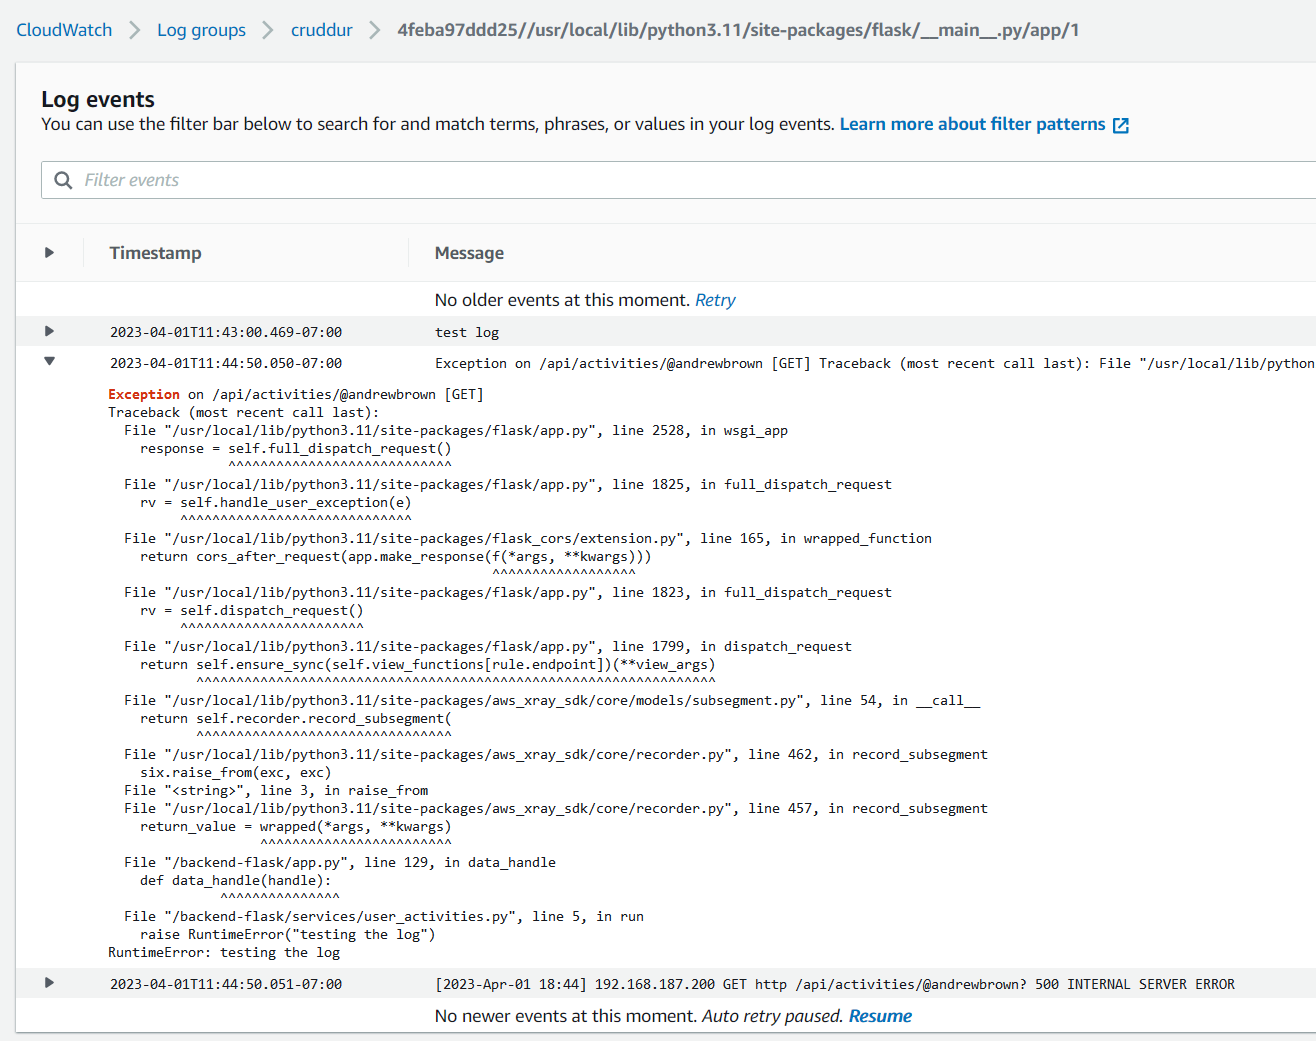 CloudWatch > Log groups > cruddur > 4feba97ddd25//usr/local/lib/python3.11/site-packages/flask/__main__.py/app/1
Log events
You can use the filter bar below to search for and match terms, phrases, or values in your log events. Learn more about filter patterns
Filter events
Timestamp Message
No older events at this moment. Retry
2023-04-01T11:43:00.469-07:00 test log
2023-04-01T11:44:50.050-07:00 Exception on /api/activities/@andrewbrown [GET] Traceback (most recent call last): File "/usr/local/lib/python
Exception on /api/activities/@andrewbrown [GET]
Traceback (most recent call last):
  File "/usr/local/lib/python3.11/site-packages/flask/app.py", line 2528, in wsgi_app
    response = self.full_dispatch_request()
               ^^^^^^^^^^^^^^^^^^^^^^^^^^^^
  File "/usr/local/lib/python3.11/site-packages/flask/app.py", line 1825, in full_dispatch_request
    rv = self.handle_user_exception(e)
         ^^^^^^^^^^^^^^^^^^^^^^^^^^^^^
  File "/usr/local/lib/python3.11/site-packages/flask_cors/extension.py", line 165, in wrapped_function
    return cors_after_request(app.make_response(f(*args, **kwargs)))
                                                ^^^^^^^^^^^^^^^^^^
  File "/usr/local/lib/python3.11/site-packages/flask/app.py", line 1823, in full_dispatch_request
    rv = self.dispatch_request()
         ^^^^^^^^^^^^^^^^^^^^^^^
  File "/usr/local/lib/python3.11/site-packages/flask/app.py", line 1799, in dispatch_request
    return self.ensure_sync(self.view_functions[rule.endpoint])(**view_args)
           ^^^^^^^^^^^^^^^^^^^^^^^^^^^^^^^^^^^^^^^^^^^^^^^^^^^^^^^^^^^^^^^^^
  File "/usr/local/lib/python3.11/site-packages/aws_xray_sdk/core/models/subsegment.py", line 54, in __call__
    return self.recorder.record_subsegment(
           ^^^^^^^^^^^^^^^^^^^^^^^^^^^^^^^^
  File "/usr/local/lib/python3.11/site-packages/aws_xray_sdk/core/recorder.py", line 462, in record_subsegment
    six.raise_from(exc, exc)
  File "<string>", line 3, in raise_from
  File "/usr/local/lib/python3.11/site-packages/aws_xray_sdk/core/recorder.py", line 457, in record_subsegment
    return_value = wrapped(*args, **kwargs)
                   ^^^^^^^^^^^^^^^^^^^^^^^^
  File "/backend-flask/app.py", line 129, in data_handle
    def data_handle(handle):
              ^^^^^^^^^^^^^^^
  File "/backend-flask/services/user_activities.py", line 5, in run
    raise RuntimeError("testing the log")
RuntimeError: testing the log
2023-04-01T11:44:50.051-07:00 [2023-Apr-01 18:44] 192.168.187.200 GET http /api/activities/@andrewbrown? 500 INTERNAL SERVER ERROR
No newer events at this moment. Auto retry paused. Resume